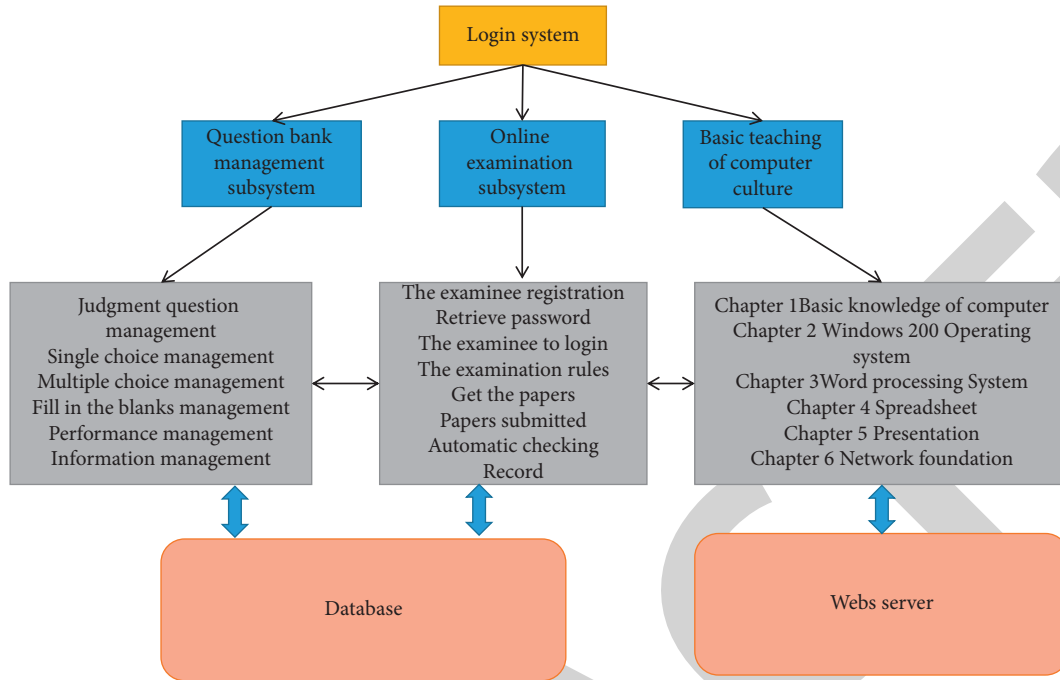 Login system
Question bank
management
subsystem
Online
examination
subsystem
Basic teaching
of computer
culture
Judgment question
management
Single choice management
Multiple choice management
Fill in the blanks management
Performance management
Information management
The examinee registration
Retrieve password
The examinee to login
The examination rules
Get the papers
Papers submitted
Automatic checking
Record
Chapter 1Basic knowledge of computer
Chapter 2 Windows 200 Operating
system
Chapter 3Word processing System
Chapter 4 Spreadsheet
Chapter 5 Presentation
Chapter 6 Network foundation
Database
Webs server